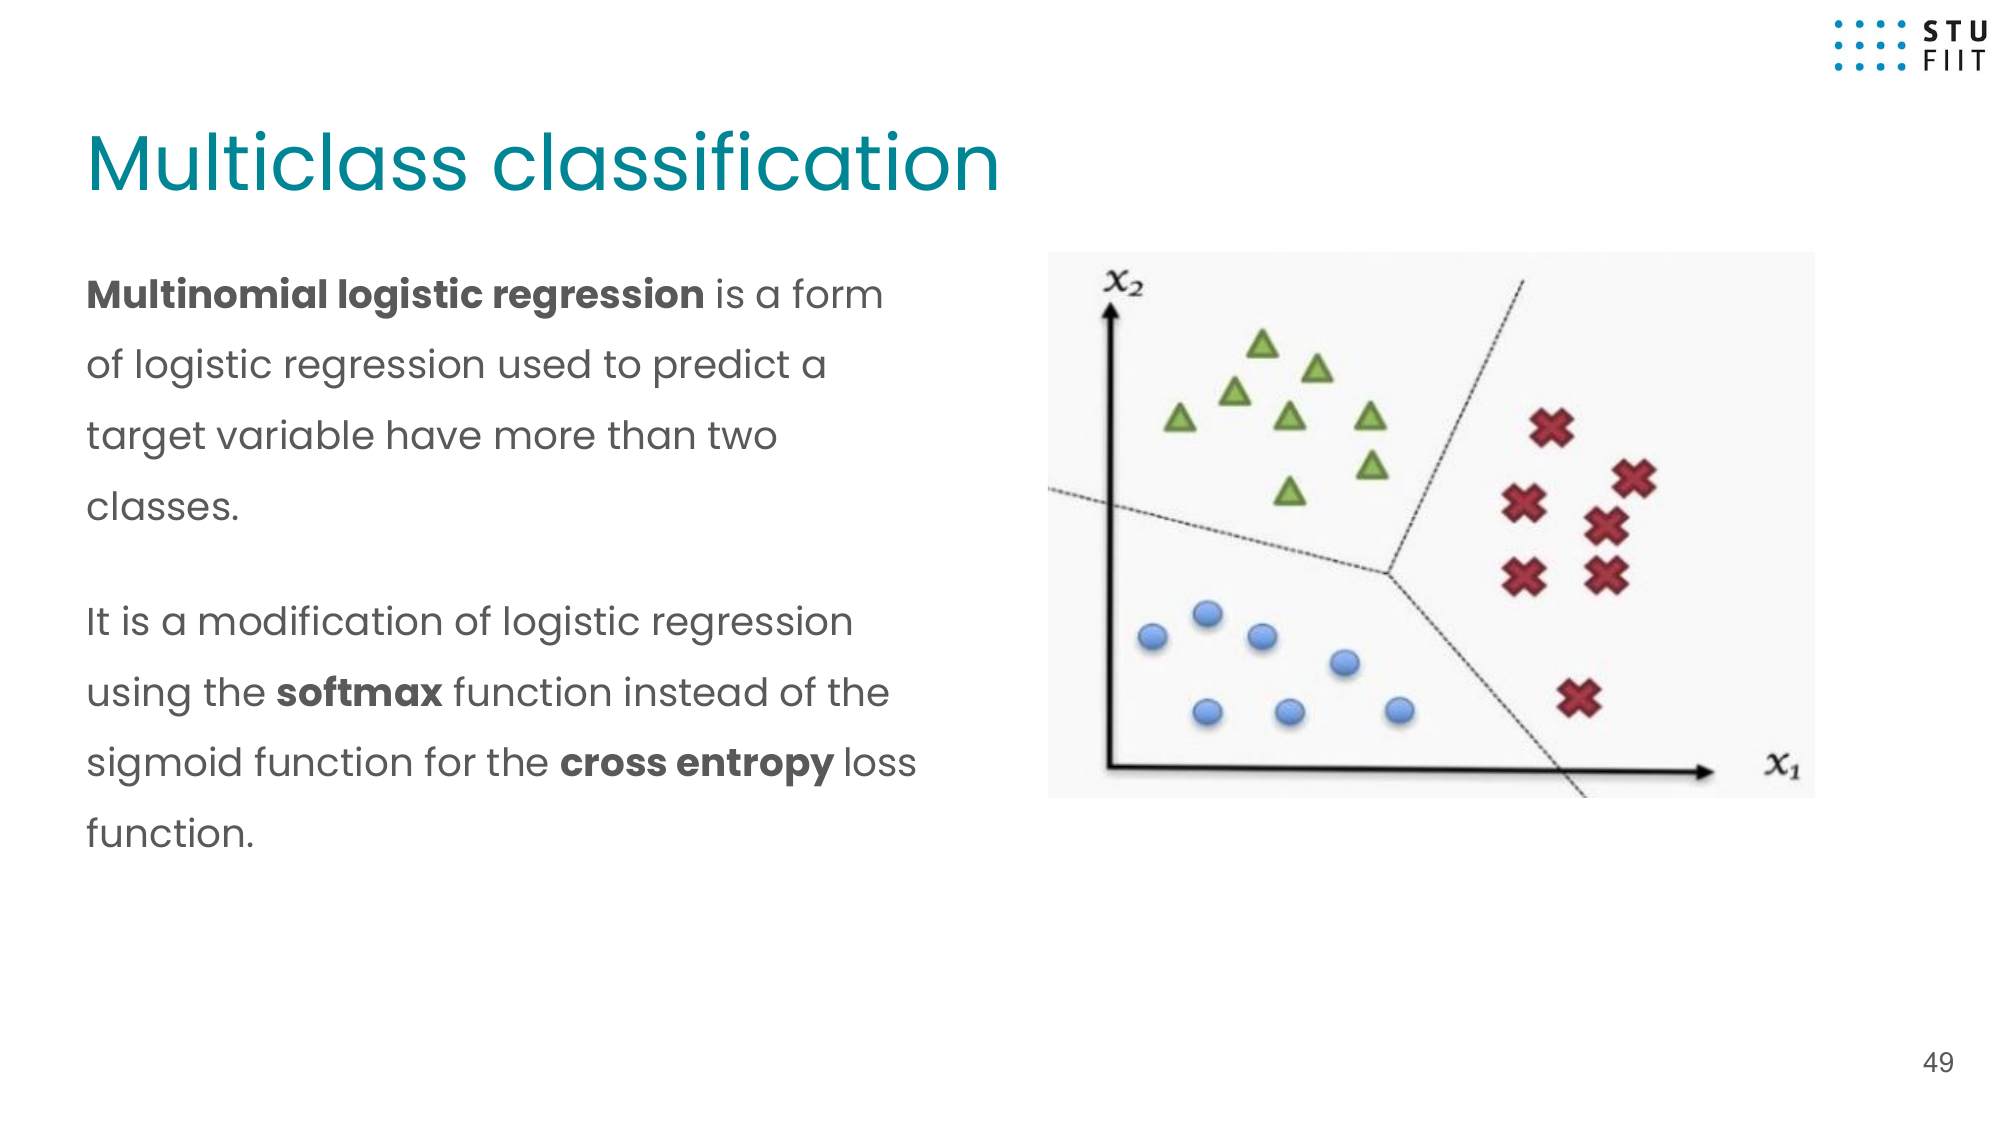 STU
FIIT
Multiclass classification
Multinomial logistic regression is a form
of logistic regression used to predict a
target variable have more than two
classes.
It is a modification of logistic regression
using the softmax function instead of the
sigmoid function for the cross entropy loss
function.
x₂
x₁
49